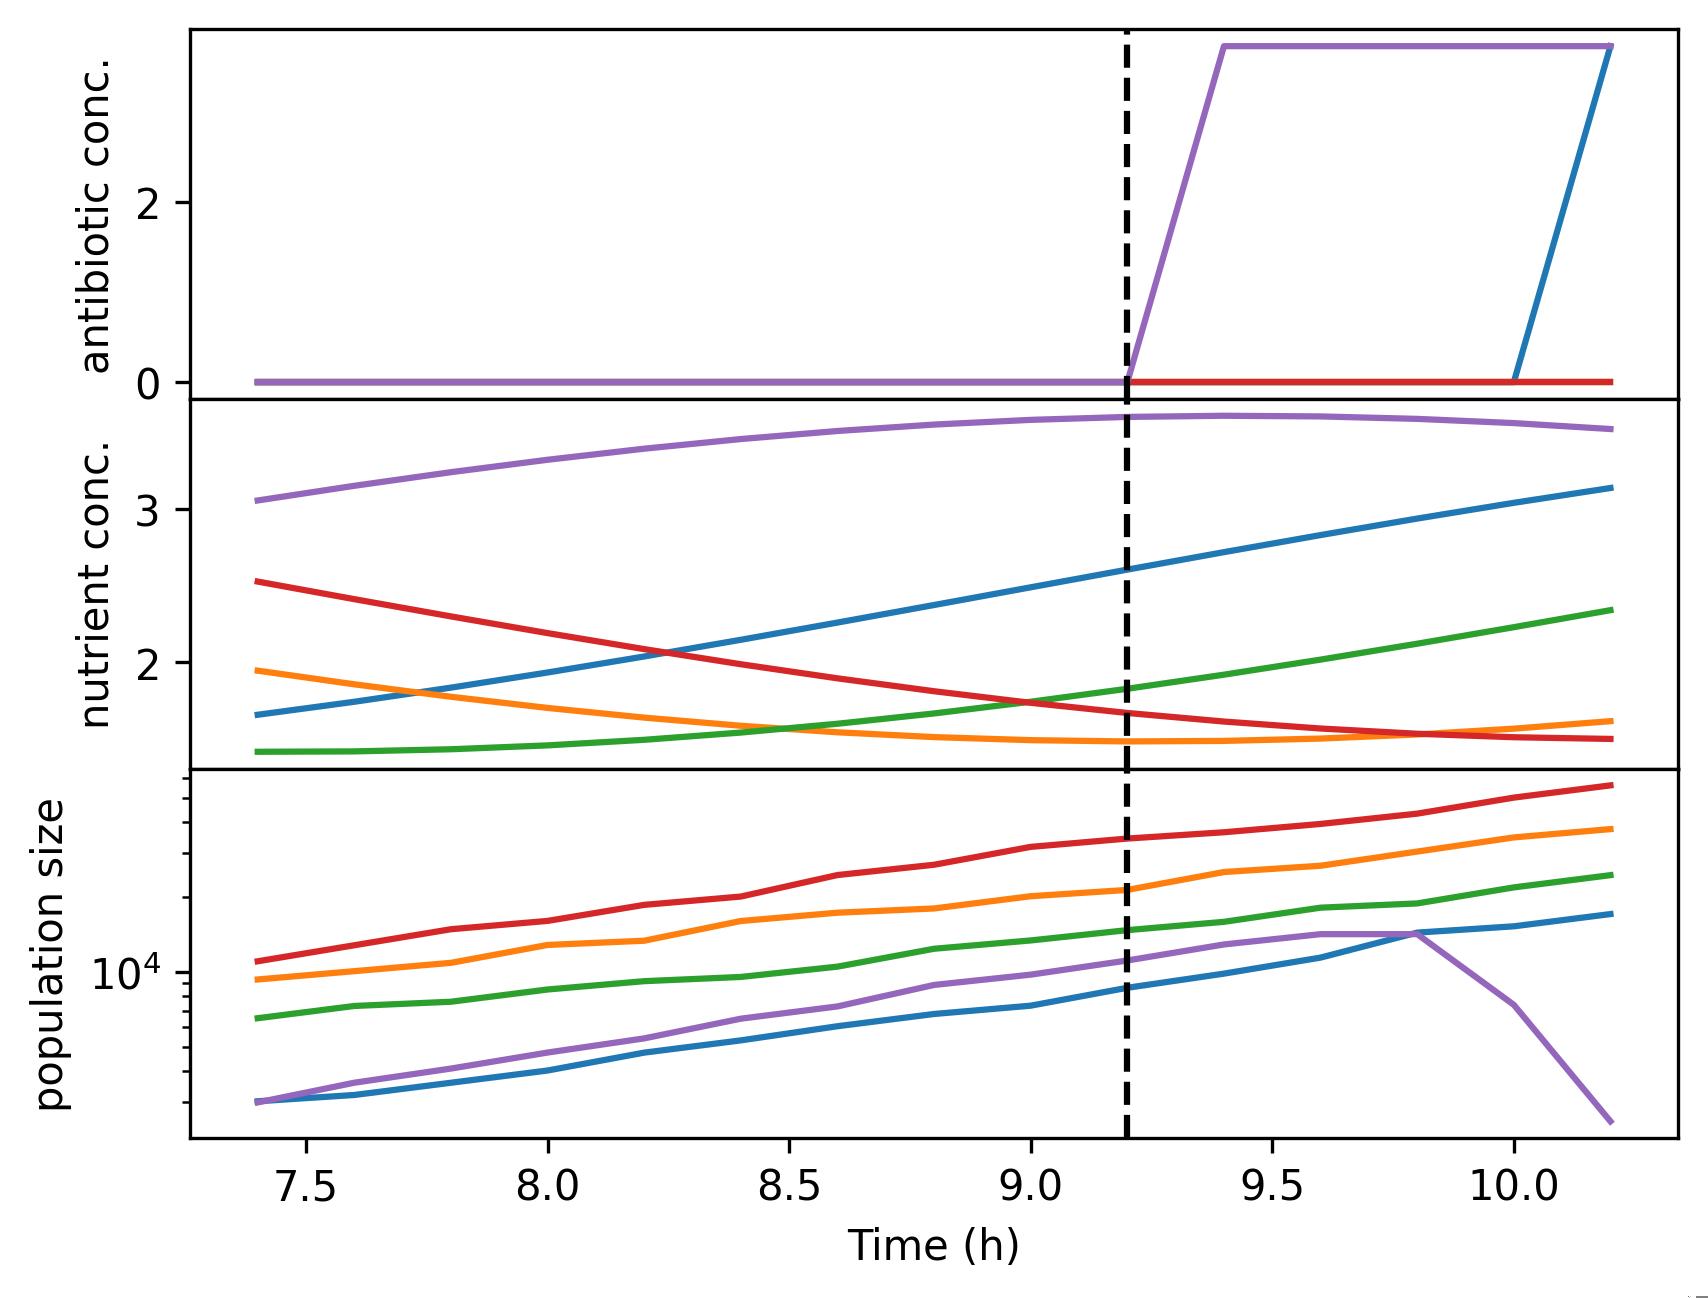 antibiotic conc.
2
0
nutrient conc.
3
2
population size
10⁴
7.5 8.0 8.5 9.0 9.5 10.0
Time (h)